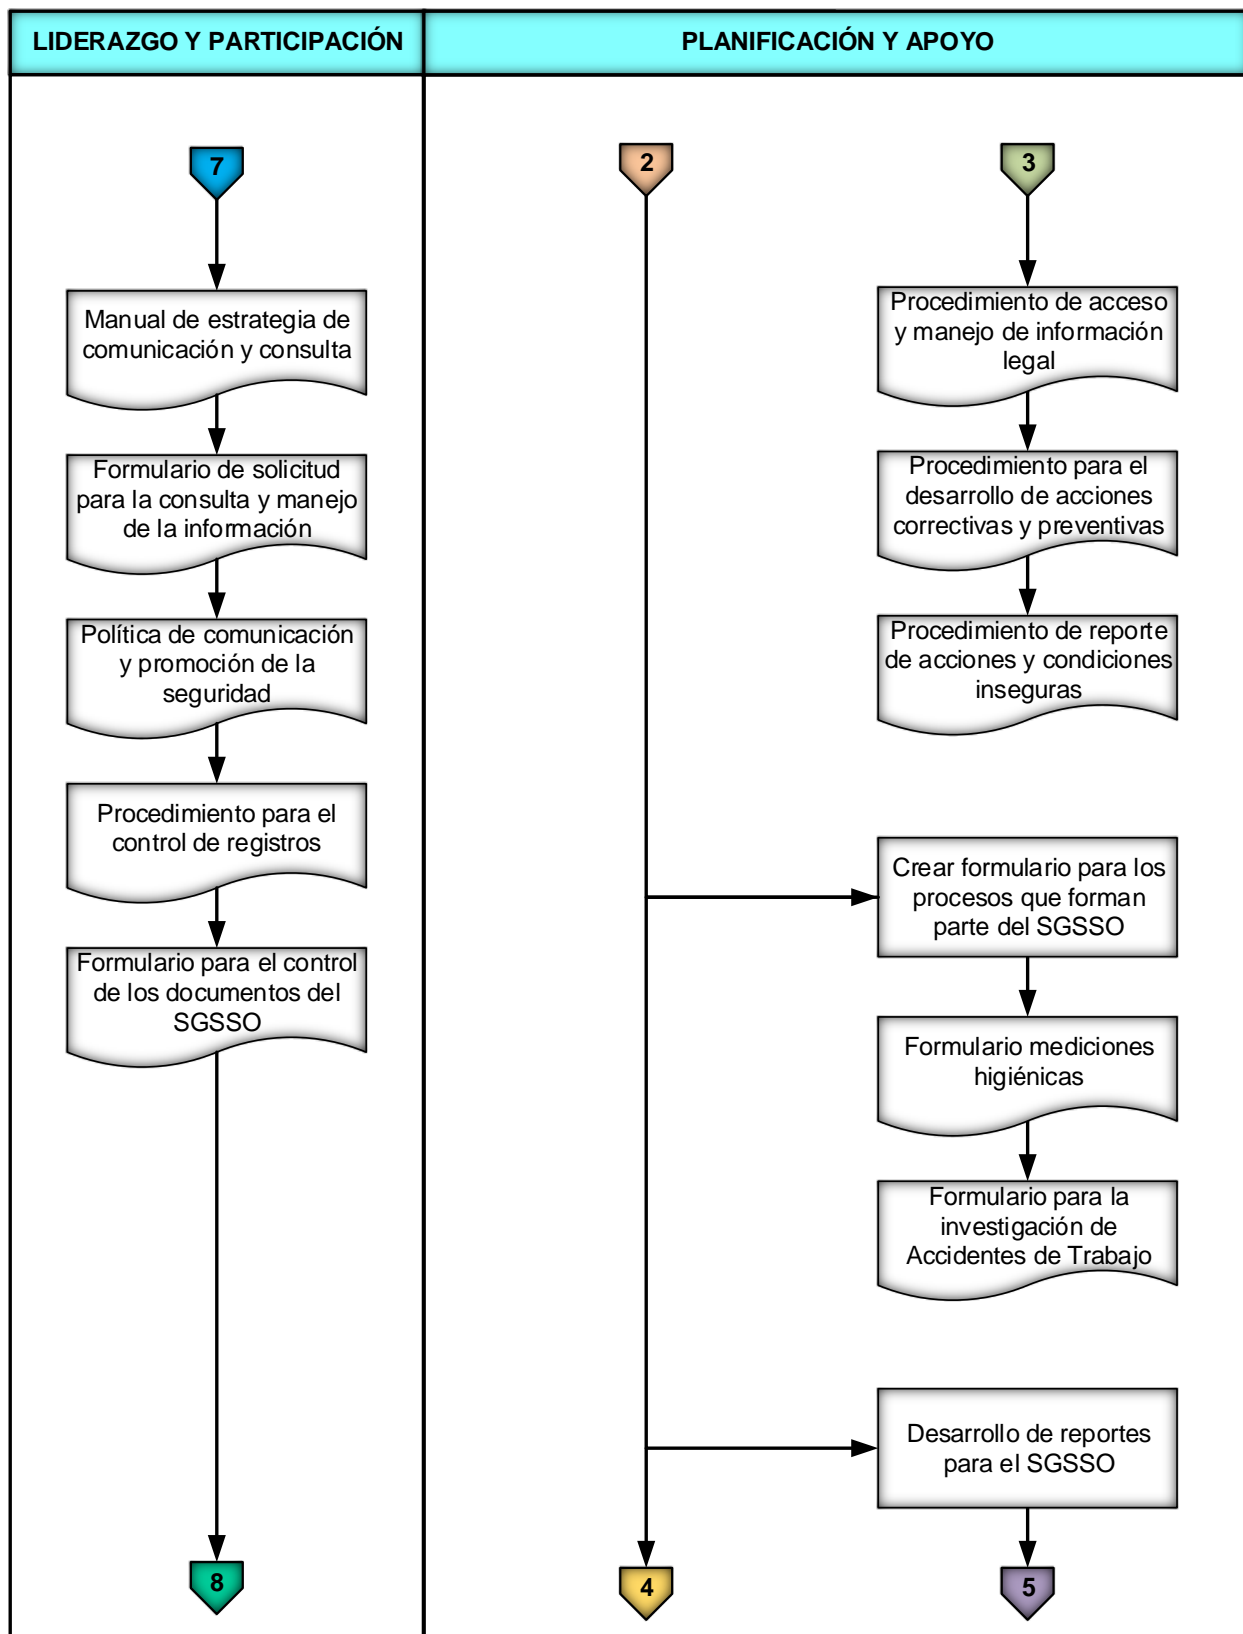 LIDERAZGO Y PARTICIPACIÓN
PLANIFICACIÓN Y APOYO
7
Manual de estrategia de
comunicación y consulta
Formulario de solicitud
para la consulta y manejo
de la información
Política de comunicación
y promoción de la
seguridad
Procedimiento para el
control de registros
Formulario para el control
de los documentos del
SGSSO
8
2
4
3
Procedimiento de acceso
y manejo de información
legal
Procedimiento para el
desarrollo de acciones
correctivas y preventivas
Procedimiento de reporte
de acciones y condiciones
inseguras
Crear formulario para los
procesos que forman
parte del SGSSO
Formulario mediciones
higiénicas
Formulario para la
investigación de
Accidentes de Trabajo
Desarrollo de reportes
para el SGSSO
5